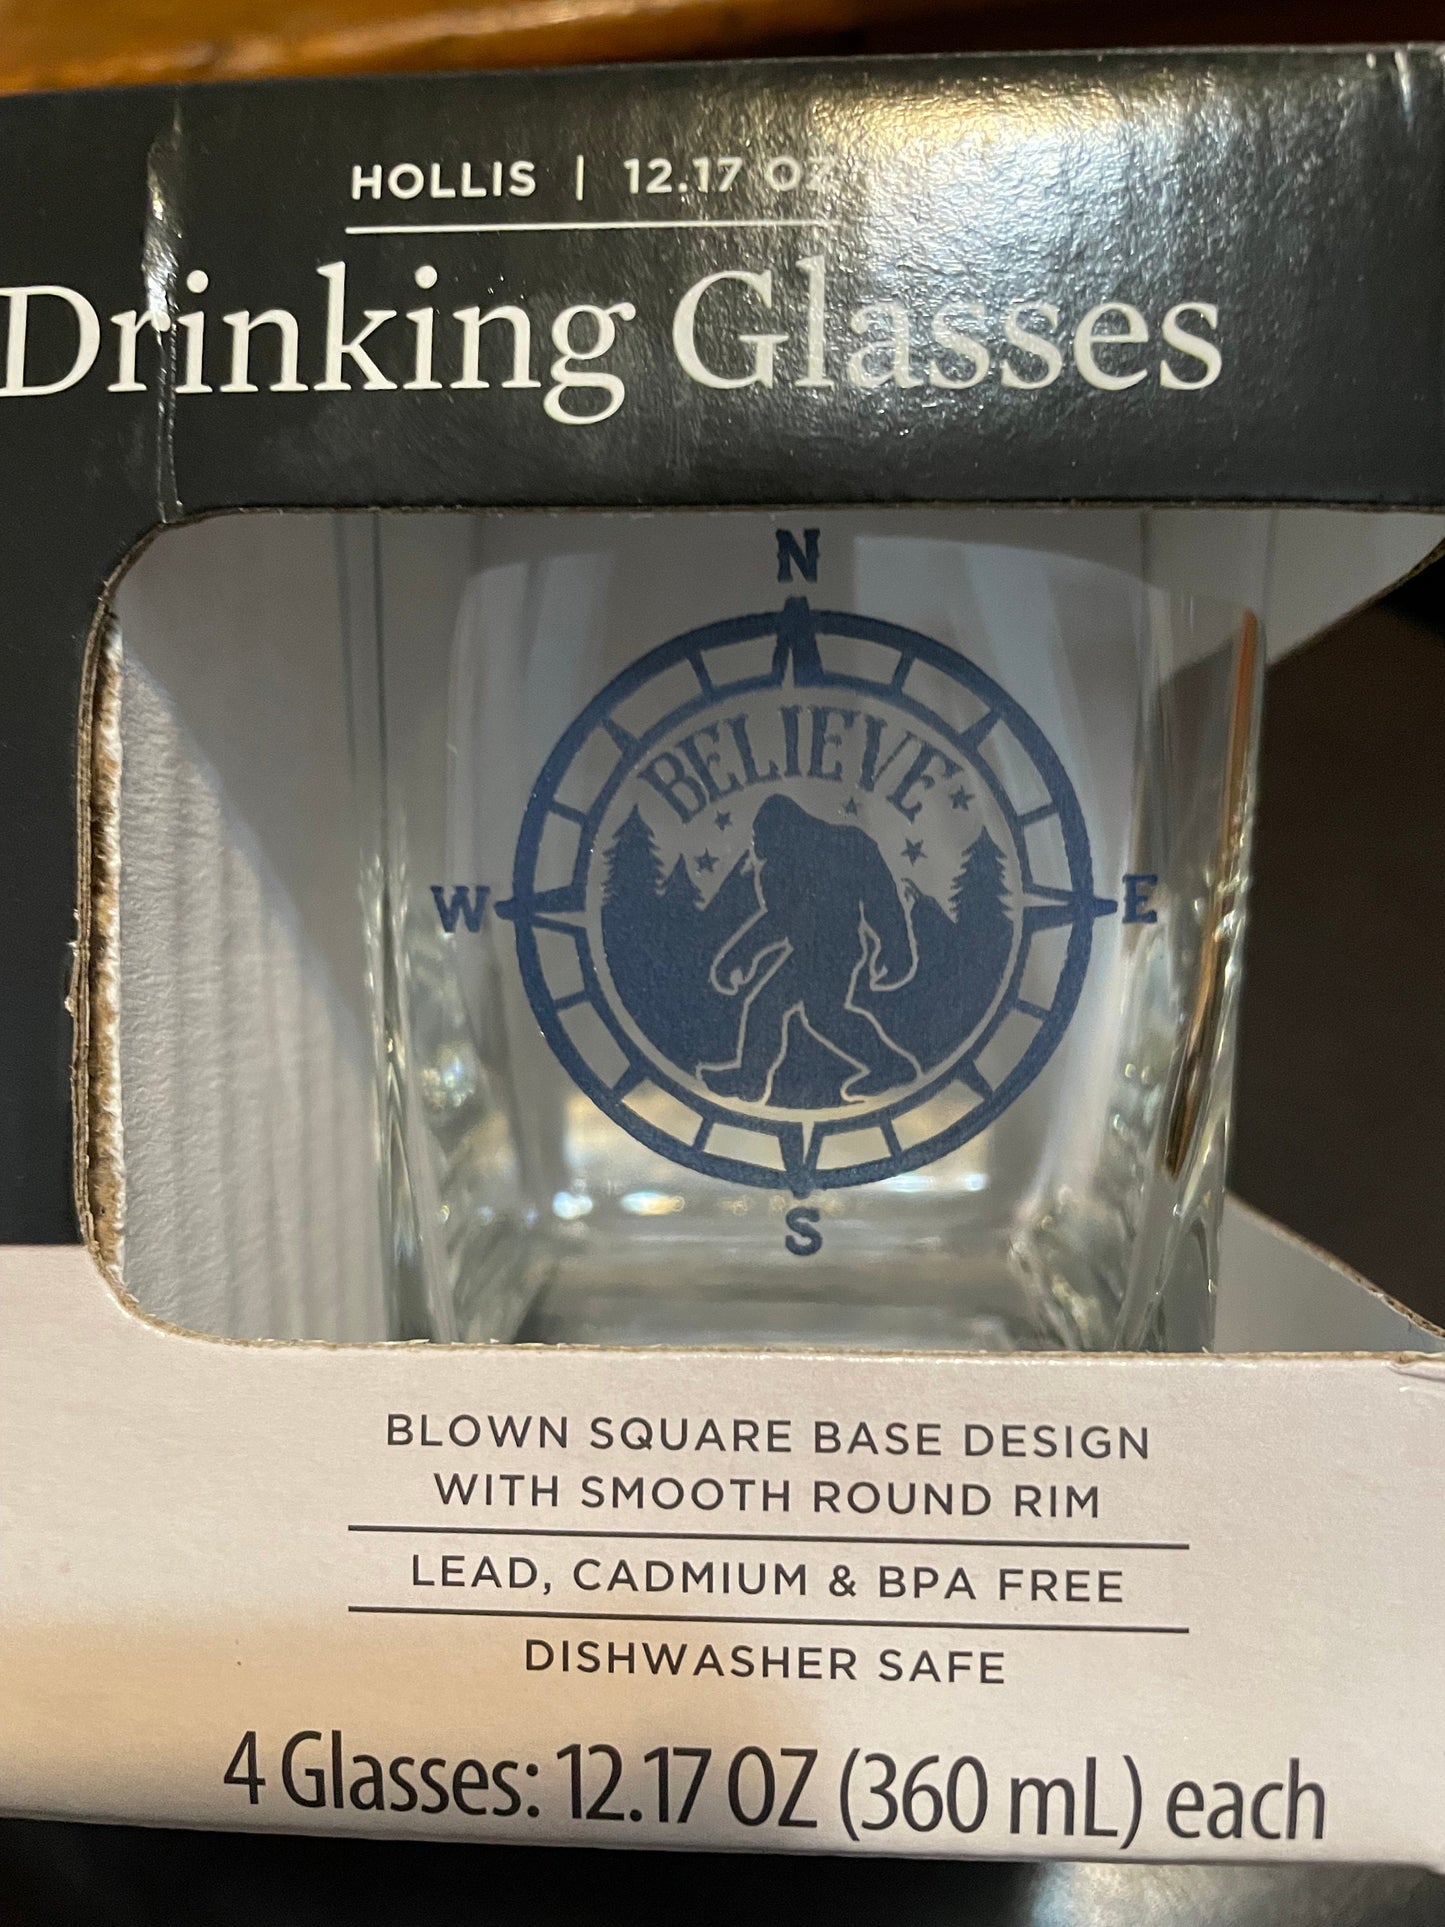 HOLLIS | 12.17 OZ
Drinking Glasses
N
BELIEVE
W
E
S
BLOWN SQUARE BASE DESIGN
WITH SMOOTH ROUND RIM
LEAD, CADMIUM & BPA FREE
DISHWASHER SAFE
4 Glasses: 12.17 OZ (360 mL) each